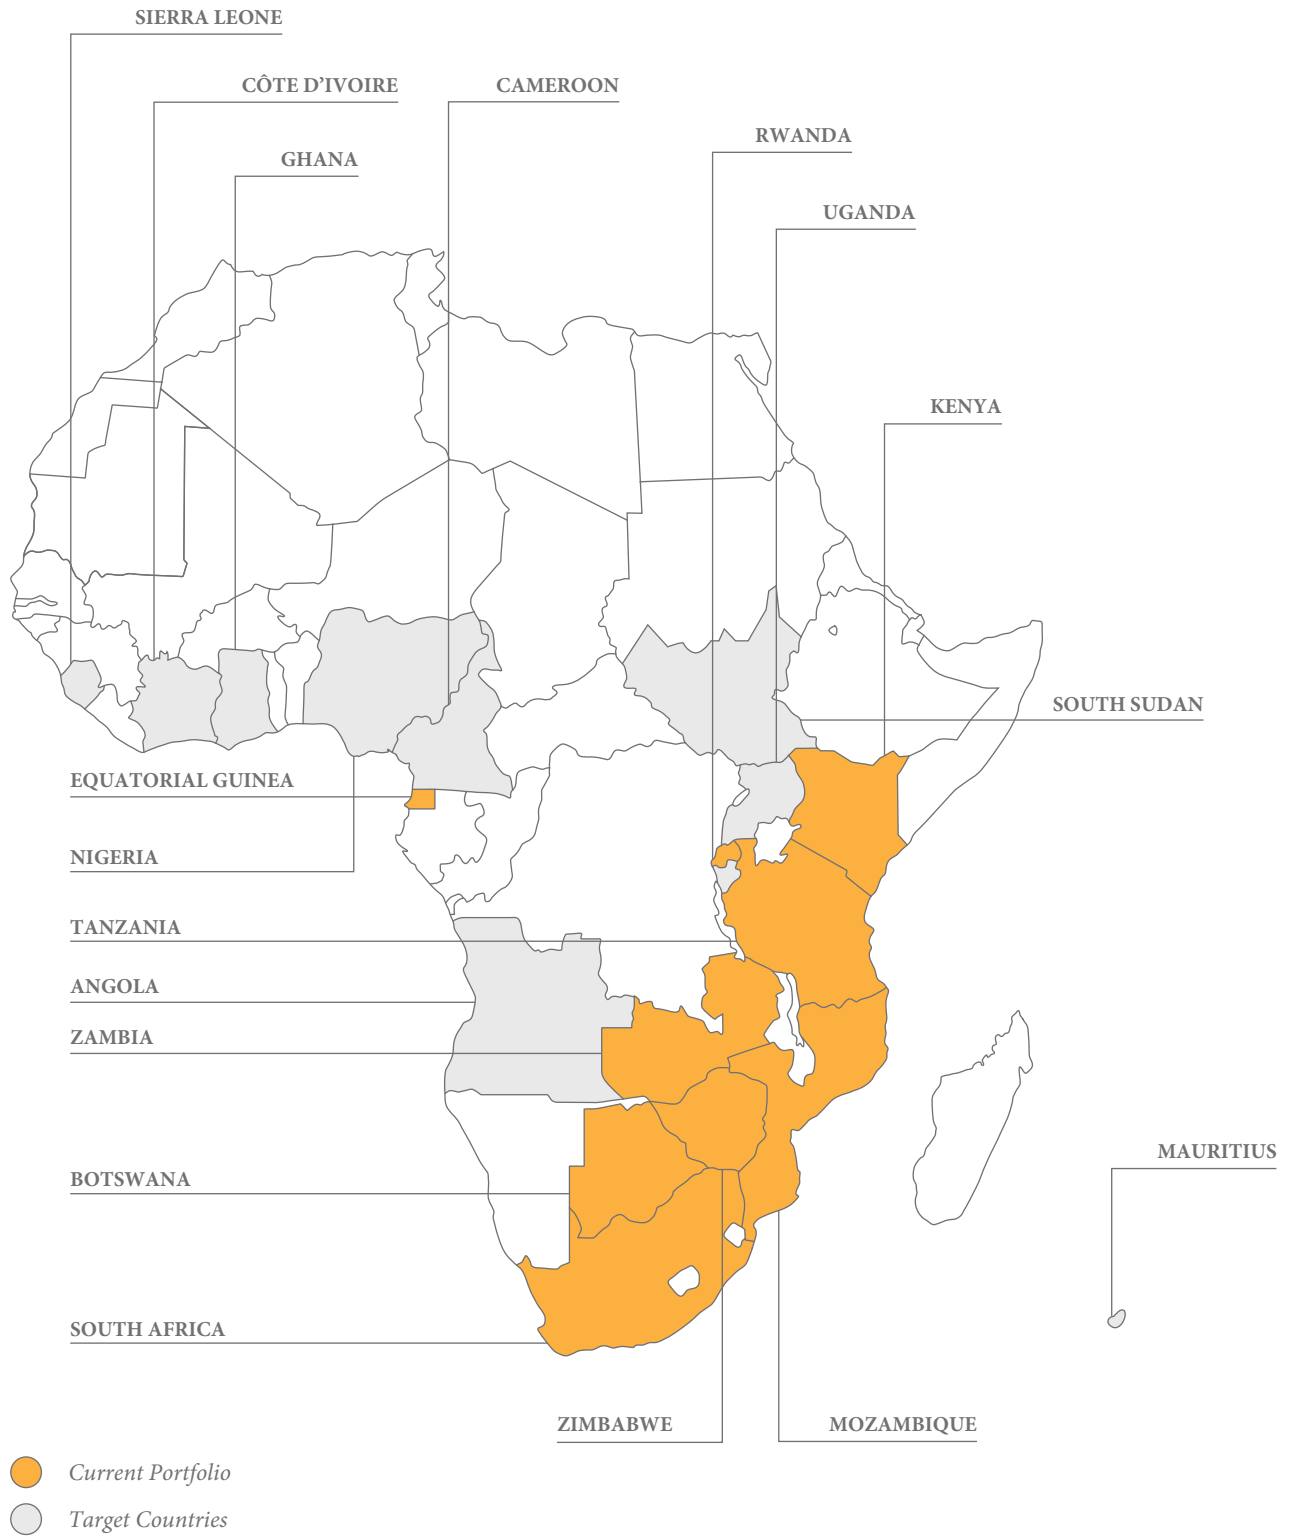 SIERRA LEONE
CÔTE D’IVOIRE
CAMEROON
RWANDA
GHANA
UGANDA
KENYA
SOUTH SUDAN
EQUATORIAL GUINEA
NIGERIA
TANZANIA
ANGOLA
ZAMBIA
MAURITIUS
BOTSWANA
SOUTH AFRICA
ZIMBABWE
MOZAMBIQUE
Current Portfolio
Target Countries